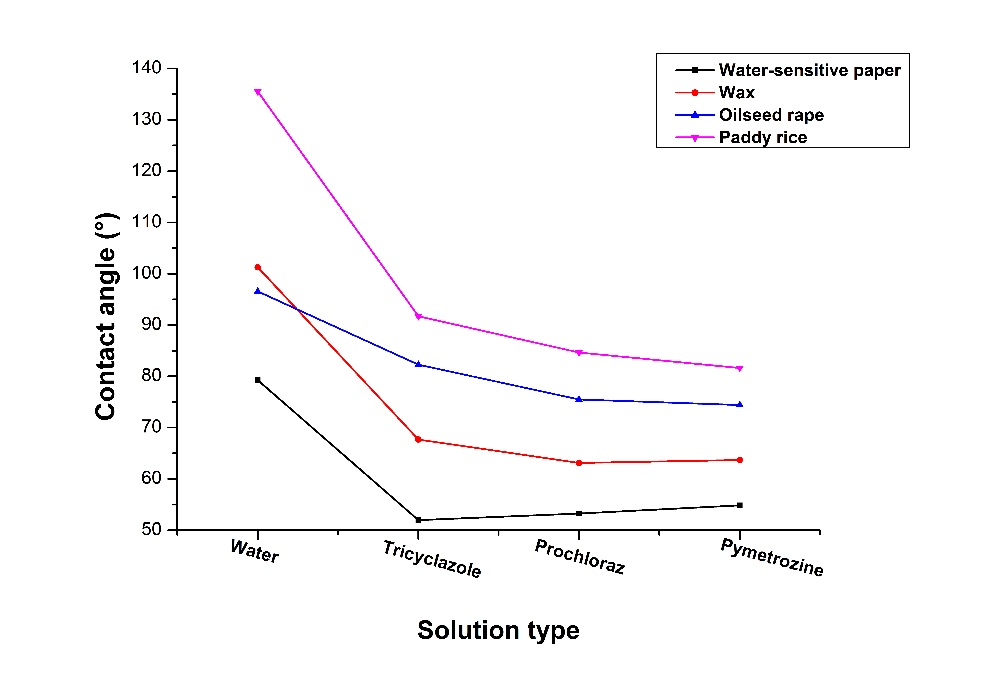 Water-sensitive paper
Wax
Oilseed rape
Paddy rice
140
130
120
110
100
90
80
70
60
50
Contact angle (°)
Water
Tricyclazole
Prochloraz
Pymetrozine
Solution type